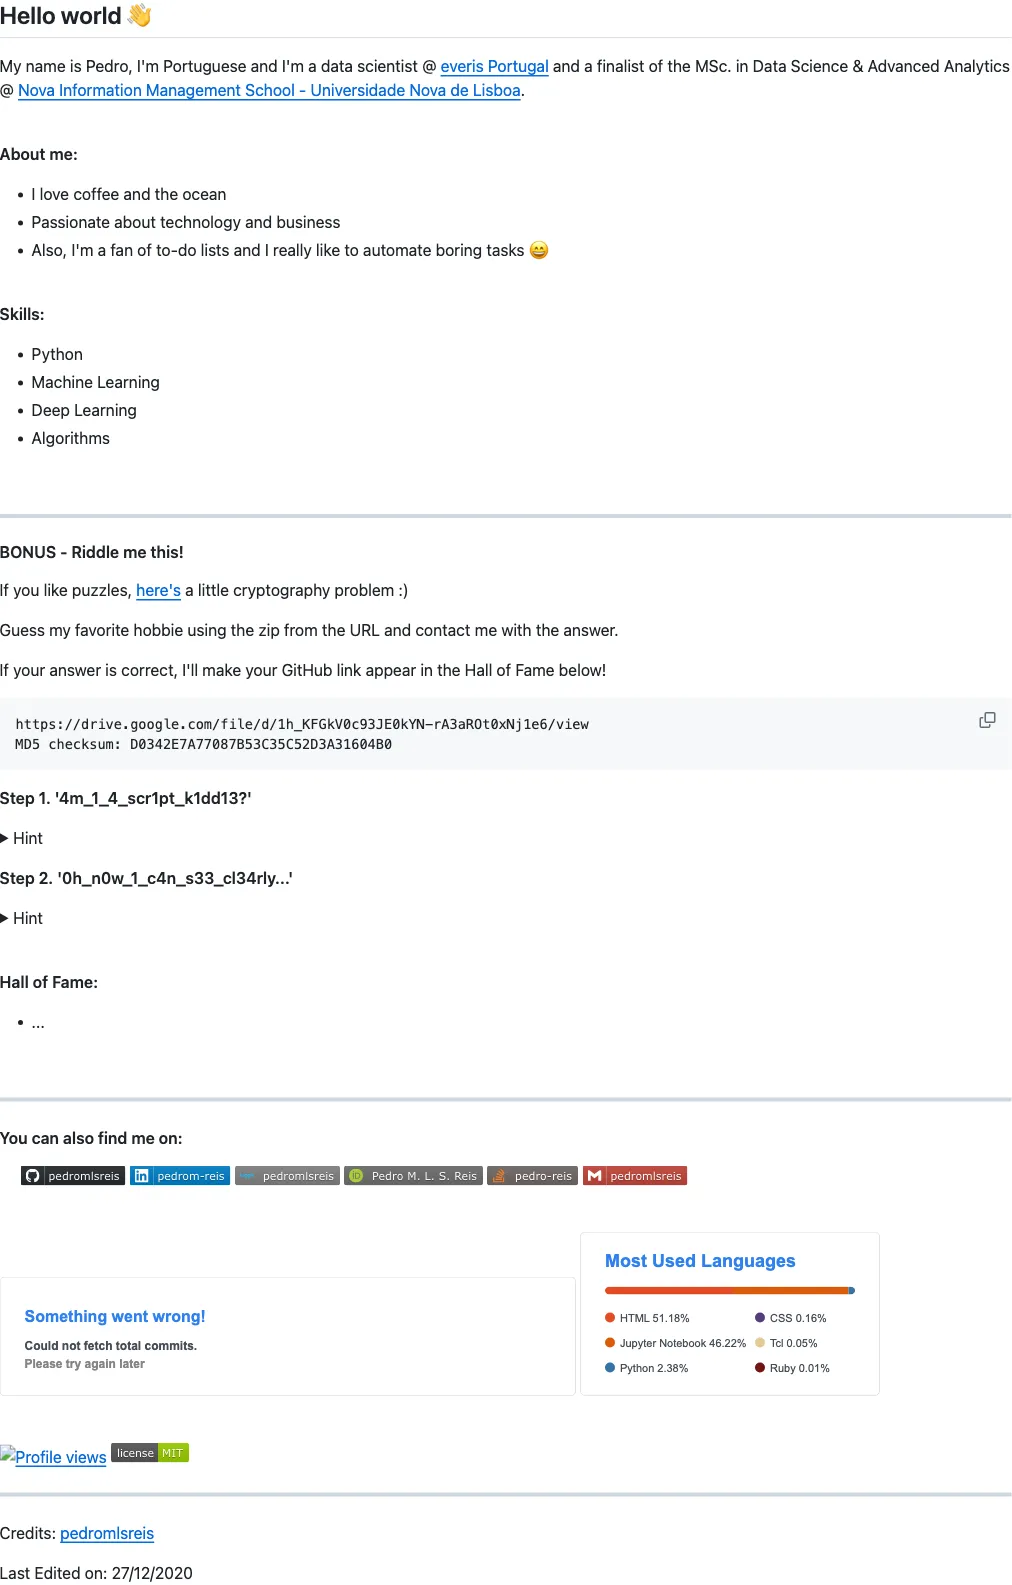 Hello world 👋
My name is Pedro, I'm Portuguese and I'm a data scientist @ everis Portugal and a finalist of the MSc. in Data Science & Advanced Analytics
@ Nova Information Management School - Universidade Nova de Lisboa.
About me:
• I love coffee and the ocean
• Passionate about technology and business
• Also, I'm a fan of to-do lists and I really like to automate boring tasks 😄
Skills:
• Python
• Machine Learning
• Deep Learning
• Algorithms
BONUS - Riddle me this!
If you like puzzles, here's a little cryptography problem :)
Guess my favorite hobbie using the zip from the URL and contact me with the answer.
If your answer is correct, I'll make your GitHub link appear in the Hall of Fame below!
https://drive.google.com/file/d/1h_KFGkV0c93JE0kYN-rA3aROt0xNj1e6/view
MD5 checksum: D0342E7A77087B53C35C52D3A31604B0
Step 1. '4m_1_4_scr1pt_k1dd13?'
Hint
Step 2. '0h_n0w_1_c4n_s33_cl34rly...'
Hint
Hall of Fame:
• ...
You can also find me on:
pedromlsreis pedrom-reis pedromlsreis Pedro M. L. S. Reis pedro-reis pedromlsreis
Something went wrong!
Could not fetch total commits.
Please try again later
Most Used Languages
HTML 51.18% CSS 0.16%
Jupyter Notebook 46.22% Tcl 0.05%
Python 2.38% Ruby 0.01%
Profile views license MIT
Credits: pedromlsreis
Last Edited on: 27/12/2020